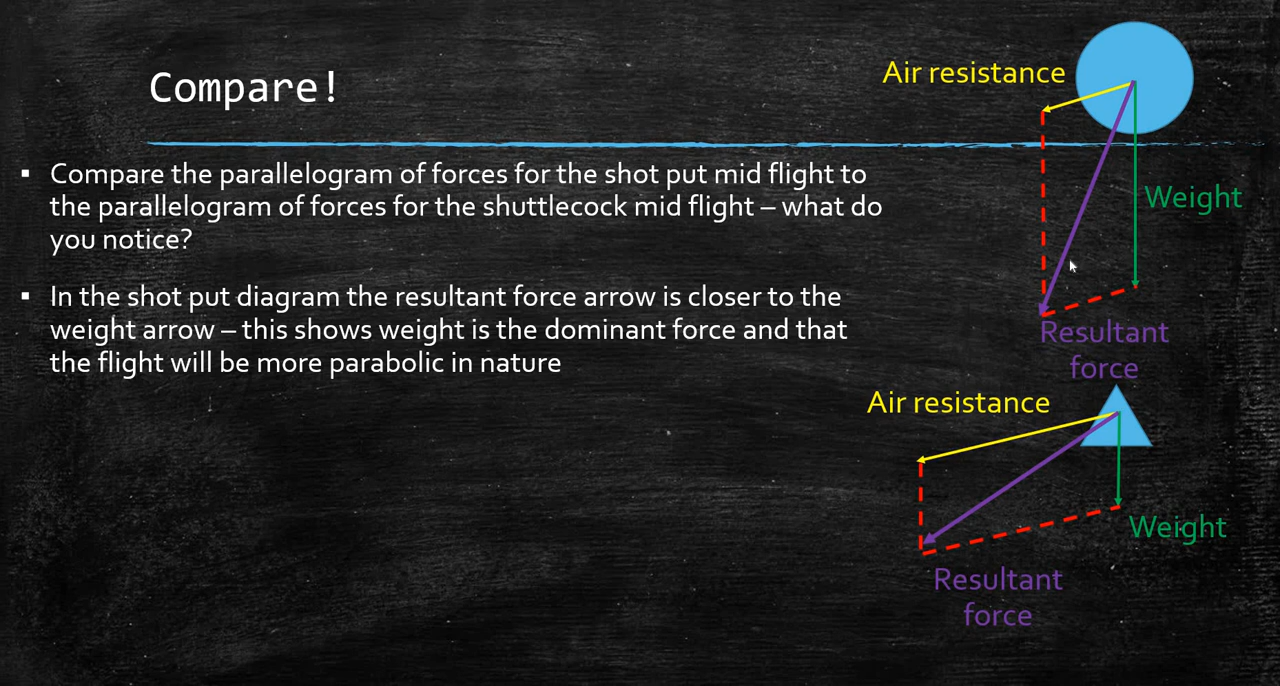 Compare!
▪ Compare the parallelogram of forces for the shot put mid flight to
the parallelogram of forces for the shuttlecock mid flight – what do
you notice?
▪ In the shot put diagram the resultant force arrow is closer to the
weight arrow – this shows weight is the dominant force and that
the flight will be more parabolic in nature
Air resistance
Weight
Resultant
force
Air resistance
Weight
Resultant
force